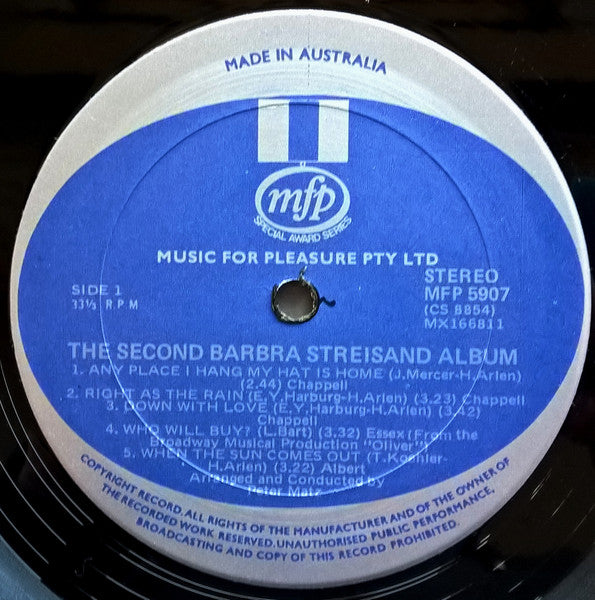 MADE IN AUSTRALIA
mfp
SPECIAL AWARD SERIES
MUSIC FOR PLEASURE PTY LTD
SIDE 1
33⅓ R.P.M
STEREO
MFP 5907
(CS 8854)
MX166811
THE SECOND BARBRA STREISAND ALBUM
1. ANY PLACE I HANG MY HAT IS HOME (J.Mercer-H.Arlen)
(2.44) Chappell
2. RIGHT AS THE RAIN (E.Y.Harburg-H.Arlen) (3.23) Chappell
3. DOWN WITH LOVE (E.Y.Harburg-H.Arlen) (3.42)
Chappell
4. WHO WILL BUY? (L.Bart) (3.32) Essex (From the
Broadway Musical Production "Oliver")
5. WHEN THE SUN COMES OUT (T.Koehler-
H.Arlen) (3.22) Albert
Arranged and Conducted by
Peter Matz
COPYRIGHT RECORD. ALL RIGHTS OF THE MANUFACTURER AND OF THE OWNER OF
THE RECORDED WORK RESERVED. UNAUTHORISED PUBLIC PERFORMANCE,
BROADCASTING AND COPY OF THIS RECORD PROHIBITED.